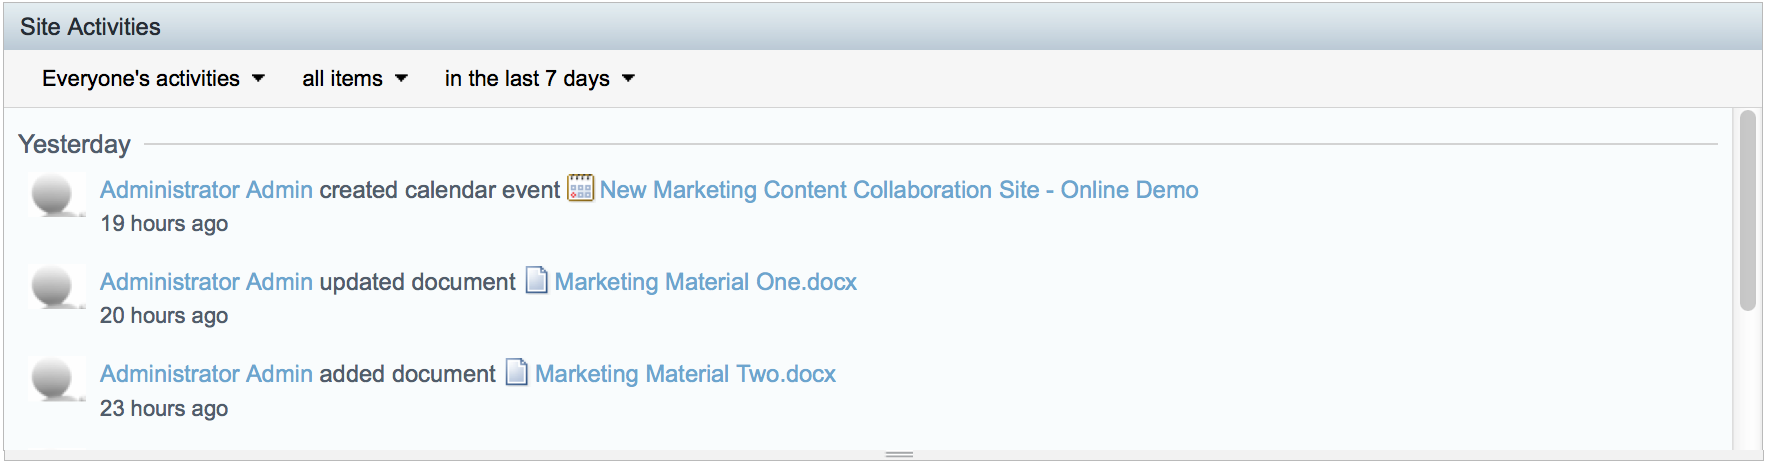 Site Activities
Everyone's activities all items in the last 7 days
Yesterday
Administrator Admin created calendar event New Marketing Content Collaboration Site - Online Demo
19 hours ago
Administrator Admin updated document Marketing Material One.docx
20 hours ago
Administrator Admin added document Marketing Material Two.docx
23 hours ago